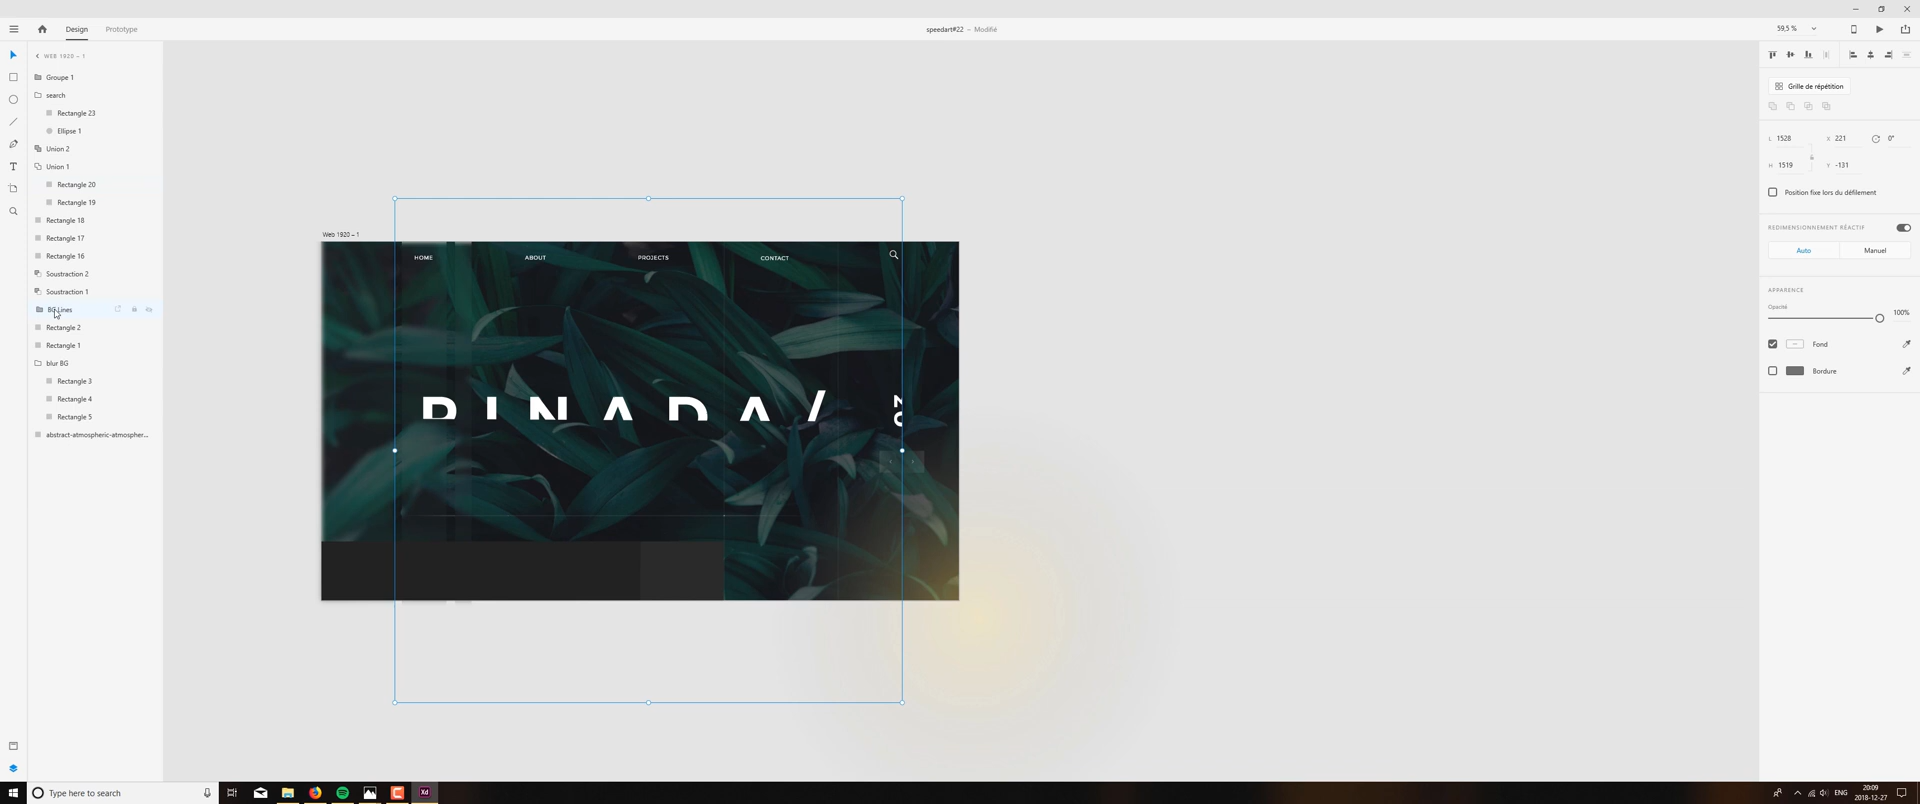 Design
Prototype
speedart#22 – Modifié
59,5 %
WEB 1920 – 1
Groupe 1
search
Rectangle 23
Ellipse 1
Union 2
Union 1
Rectangle 20
Rectangle 19
Rectangle 18
Rectangle 17
Rectangle 16
Soustraction 2
Soustraction 1
BG Lines
Rectangle 2
Rectangle 1
blur BG
Rectangle 3
Rectangle 4
Rectangle 5
abstract-atmospheric-atmospher...
Web 1920 – 1
HOME ABOUT PROJECTS CONTACT
Grille de répétition
L 1528 X 221 0°
H 1519 Y -131
Position fixe lors du défilement
REDIMENSIONNEMENT RÉACTIF
Auto Manuel
APPARENCE
Opacité
100%
Fond
Bordure
Type here to search
Xd
ENG
20:09
2018-12-27